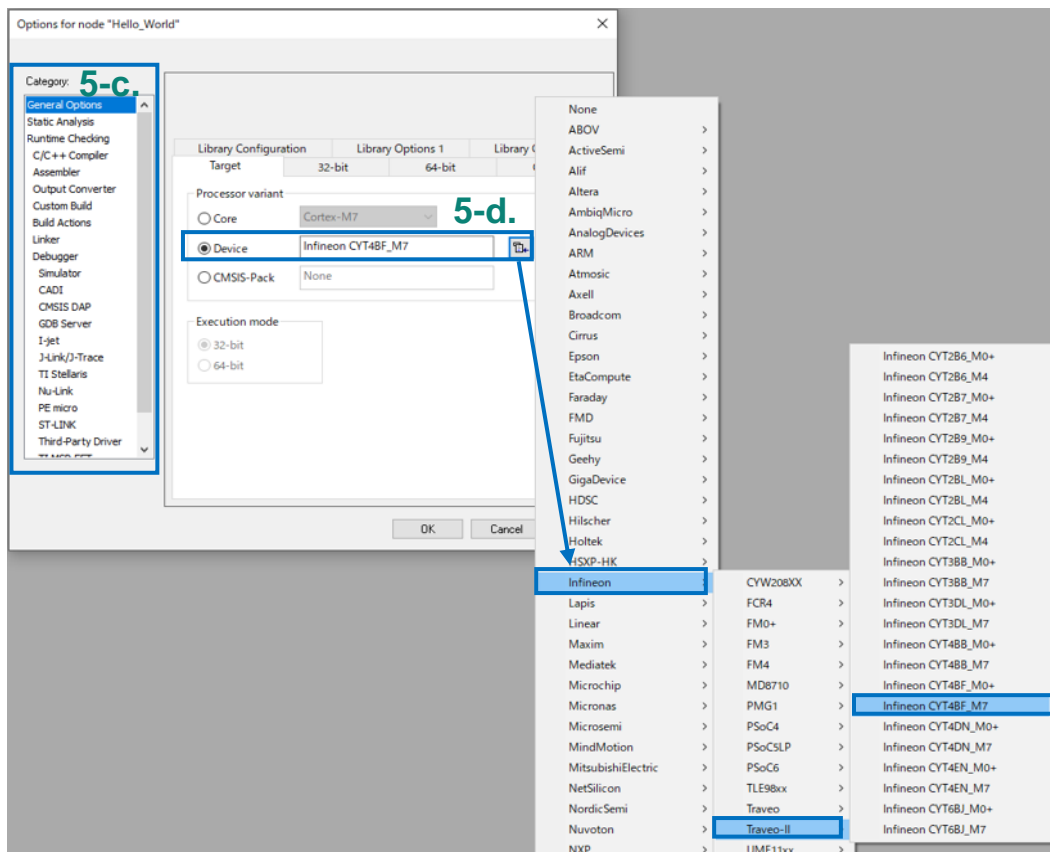 Options for node "Hello_World"
Category:
5-c.
General Options
Static Analysis
Runtime Checking
C/C++ Compiler
Assembler
Output Converter
Custom Build
Build Actions
Linker
Debugger
Simulator
CADI
CMSIS DAP
GDB Server
I-jet
J-Link/J-Trace
TI Stellaris
Nu-Link
PE micro
ST-LINK
Third-Party Driver
TI MSP-FET
Library Configuration
Library Options 1
Library
Target
32-bit
64-bit
Processor variant
Core
Cortex-M7
5-d.
Device
Infineon CYT4BF_M7
CMSIS-Pack
None
Execution mode
32-bit
64-bit
OK
Cancel
None
ABOV
ActiveSemi
Alif
Altera
AmbiqMicro
AnalogDevices
ARM
Atmosic
Axell
Broadcom
Cirrus
Epson
EtaCompute
Faraday
FMD
Fujitsu
Geehy
GigaDevice
HDSC
Hilscher
Holtek
HSXP-HK
Infineon
Lapis
Linear
Maxim
Mediatek
Microchip
Micronas
Microsemi
MindMotion
MitsubishiElectric
NetSilicon
NordicSemi
Nuvoton
NXP
CYW208XX
FCR4
FM0+
FM3
FM4
MD8710
PMG1
PSoC4
PSoC5LP
PSoC6
TLE98xx
Traveo
Traveo-II
UMF11xx
Infineon CYT2B6_M0+
Infineon CYT2B6_M4
Infineon CYT2B7_M0+
Infineon CYT2B7_M4
Infineon CYT2B9_M0+
Infineon CYT2B9_M4
Infineon CYT2BL_M0+
Infineon CYT2BL_M4
Infineon CYT2CL_M0+
Infineon CYT2CL_M4
Infineon CYT3BB_M0+
Infineon CYT3BB_M7
Infineon CYT3DL_M0+
Infineon CYT3DL_M7
Infineon CYT4BB_M0+
Infineon CYT4BB_M7
Infineon CYT4BF_M0+
Infineon CYT4BF_M7
Infineon CYT4DN_M0+
Infineon CYT4DN_M7
Infineon CYT4EN_M0+
Infineon CYT4EN_M7
Infineon CYT6BJ_M0+
Infineon CYT6BJ_M7